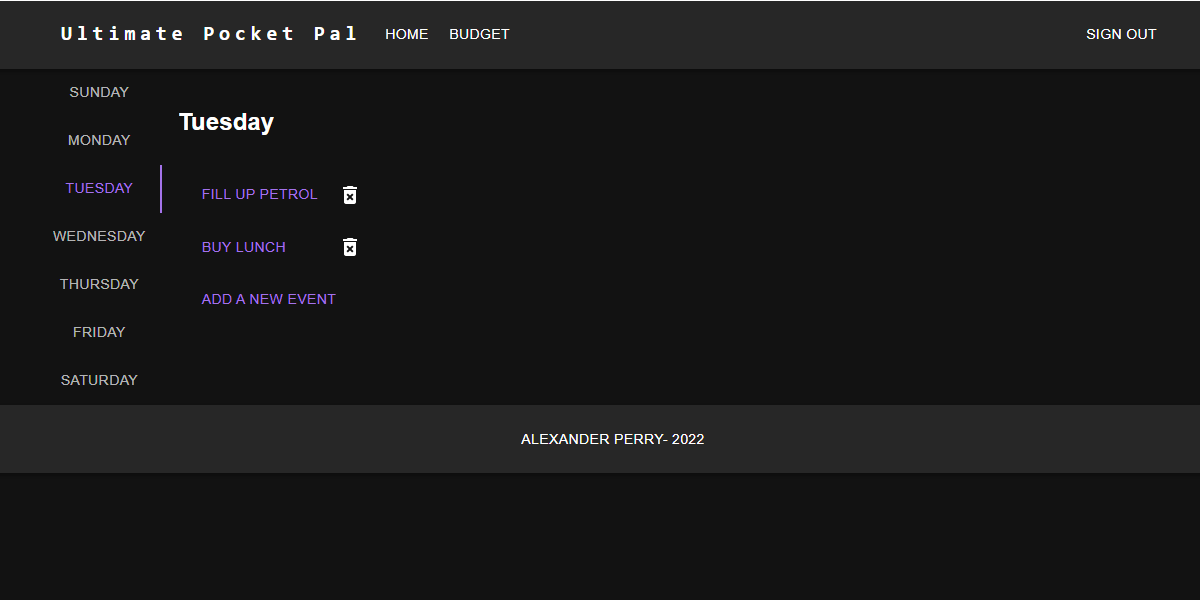 Ultimate Pocket Pal HOME BUDGET SIGN OUT
SUNDAY
MONDAY
TUESDAY
WEDNESDAY
THURSDAY
FRIDAY
SATURDAY
Tuesday
FILL UP PETROL
BUY LUNCH
ADD A NEW EVENT
ALEXANDER PERRY- 2022